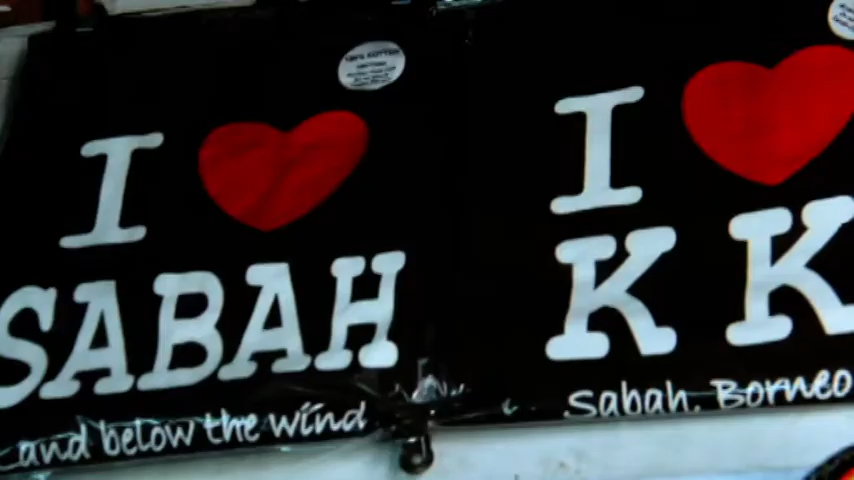 I
SABAH
and below the wind
I
K K
Sabah, Borneo